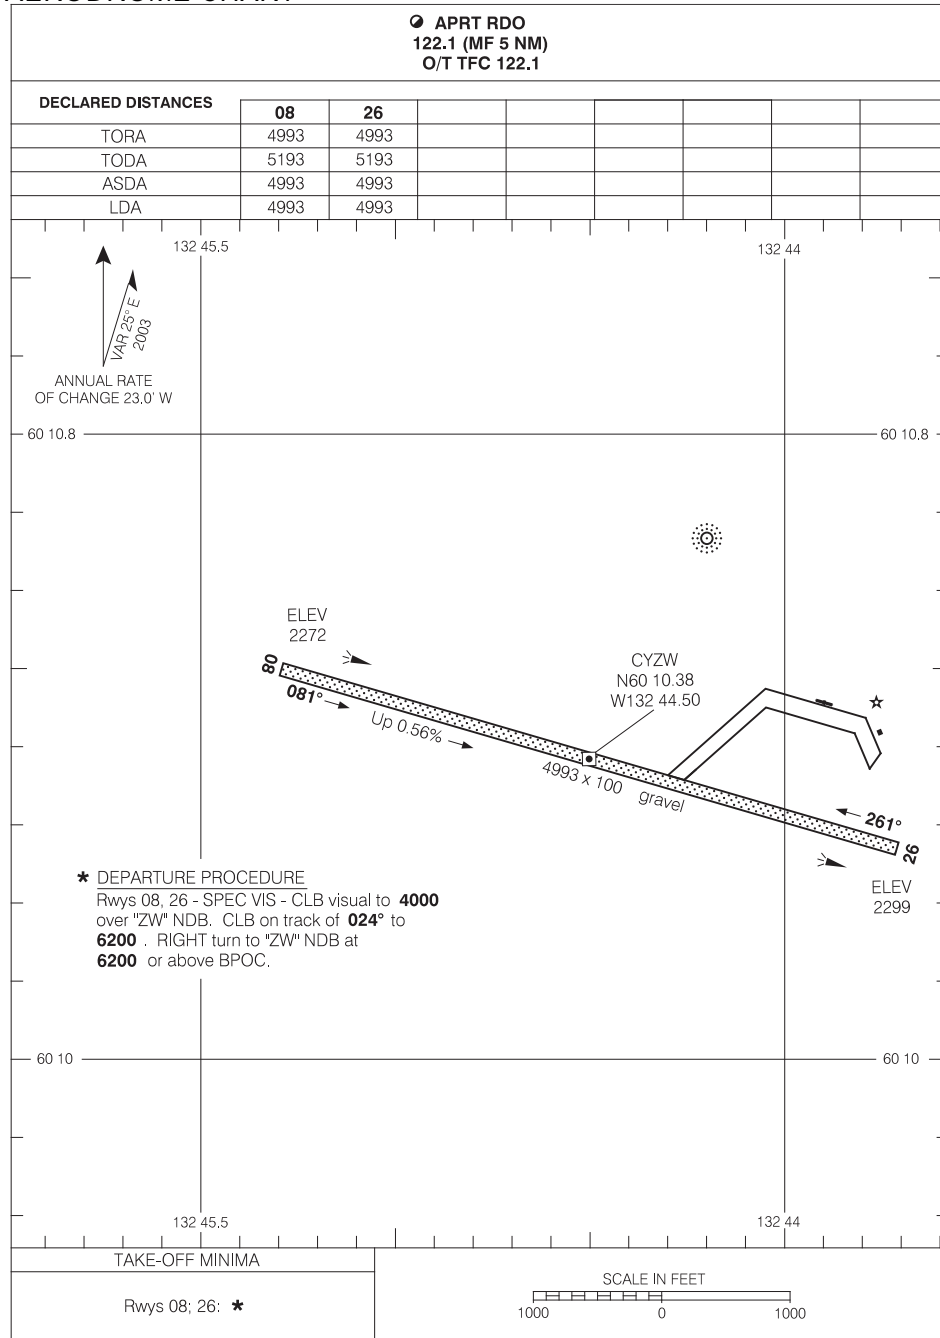 APRT RDO
122.1 (MF 5 NM)
O/T TFC 122.1
DECLARED DISTANCES
08 26
TORA 4993 4993
TODA 5193 5193
ASDA 4993 4993
LDA 4993 4993
132 45.5 132 44
VAR 25° E
2003
ANNUAL RATE
OF CHANGE 23.0' W
60 10.8 60 10.8
ELEV
2272
CYZW
N60 10.38
W132 44.50
08
081°
Up 0.56%
4993 x 100 gravel
261°
26
ELEV
2299
* DEPARTURE PROCEDURE
Rwys 08, 26 - SPEC VIS - CLB visual to 4000
over "ZW" NDB. CLB on track of 024° to
6200 . RIGHT turn to "ZW" NDB at
6200 or above BPOC.
60 10 60 10
132 45.5 132 44
TAKE-OFF MINIMA
Rwys 08; 26: *
SCALE IN FEET
1000 0 1000